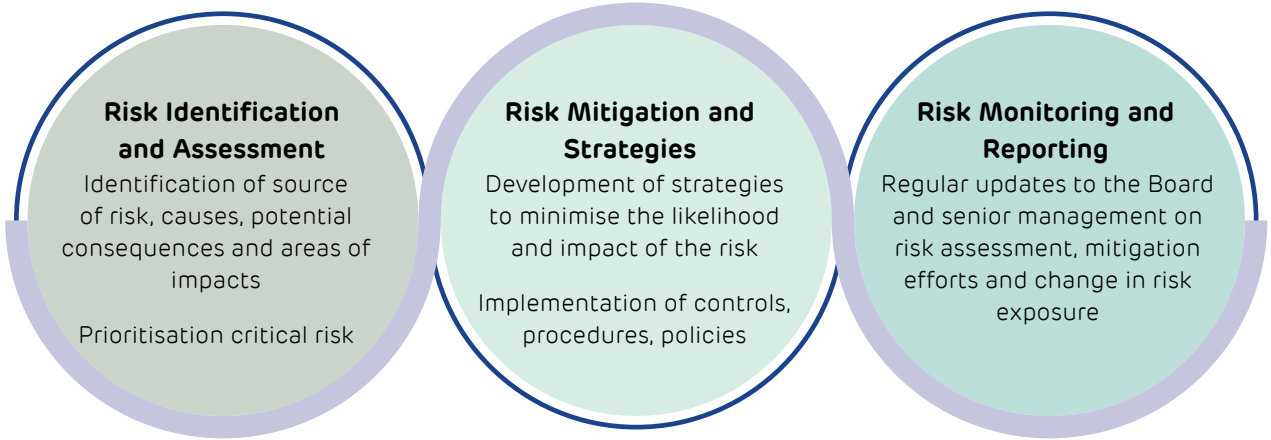 Risk Identification
and Assessment
Identification of source
of risk, causes, potential
consequences and areas of
impacts
Prioritisation critical risk
Risk Mitigation and
Strategies
Development of strategies
to minimise the likelihood
and impact of the risk
Implementation of controls,
procedures, policies
Risk Monitoring and
Reporting
Regular updates to the Board
and senior management on
risk assessment, mitigation
efforts and change in risk
exposure